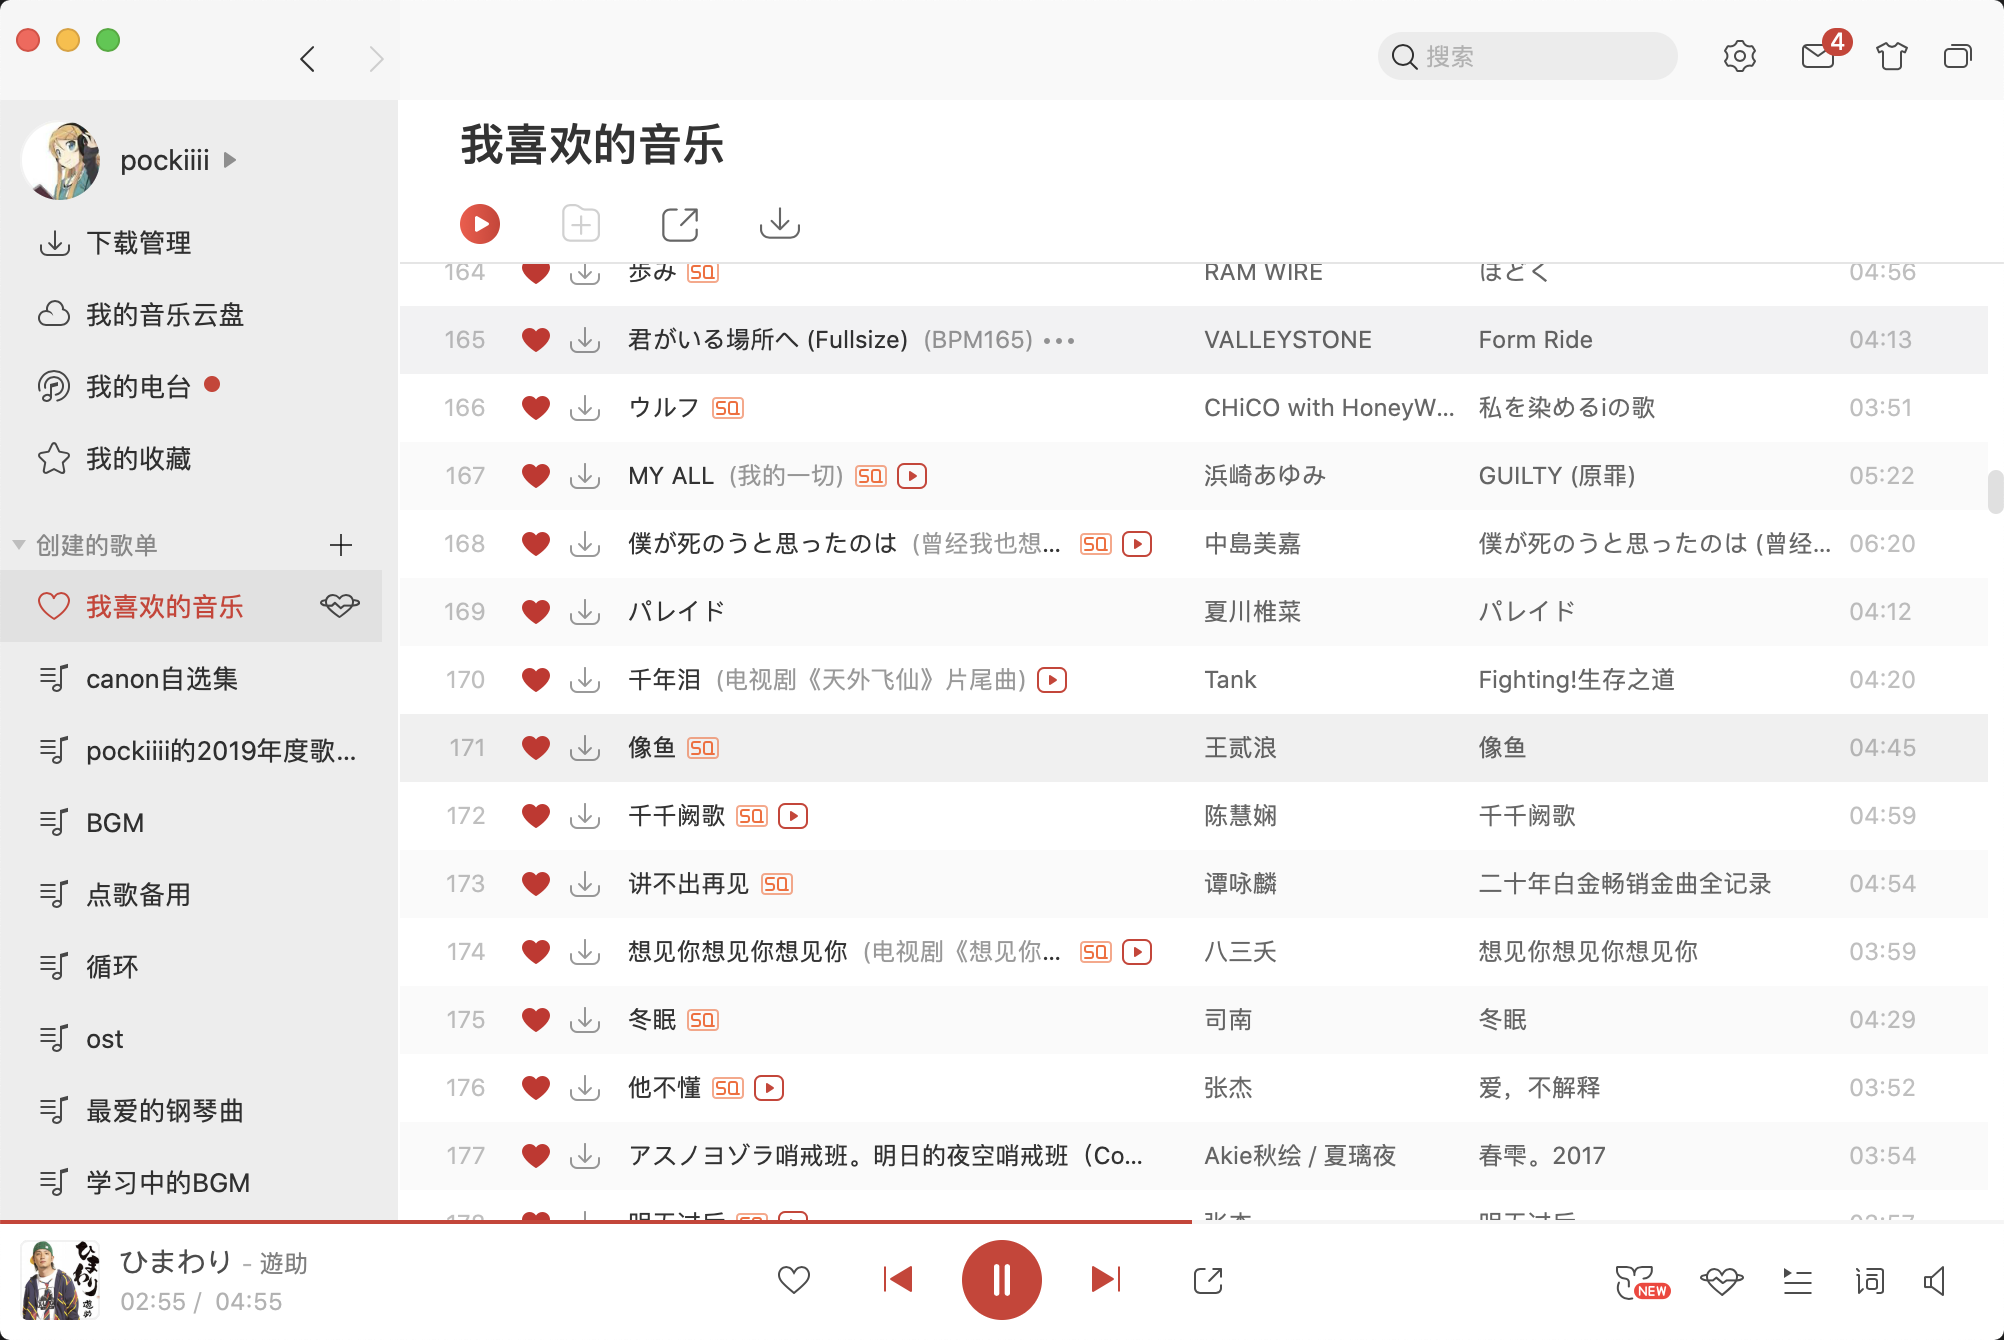 搜索
4
pockiiii
下载管理
我的音乐云盘
我的电台
我的收藏
创建的歌单
我喜欢的音乐
canon自选集
pockiiii的2019年度歌...
BGM
点歌备用
循环
ost
最爱的钢琴曲
学习中的BGM
我喜欢的音乐
164 歩み SQ RAM WIRE ほどく 04:56
165 君がいる場所へ (Fullsize) (BPM165) ••• VALLEYSTONE Form Ride 04:13
166 ウルフ SQ CHiCO with HoneyW... 私を染めるiの歌 03:51
167 MY ALL (我的一切) SQ 浜崎あゆみ GUILTY (原罪) 05:22
168 僕が死のうと思ったのは (曾经我也想... SQ 中島美嘉 僕が死のうと思ったのは (曾经... 06:20
169 パレイド 夏川椎菜 パレイド 04:12
170 千年泪 (电视剧《天外飞仙》片尾曲) Tank Fighting!生存之道 04:20
171 像鱼 SQ 王贰浪 像鱼 04:45
172 千千阙歌 SQ 陈慧娴 千千阙歌 04:59
173 讲不出再见 SQ 谭咏麟 二十年白金畅销金曲全记录 04:54
174 想见你想见你想见你 (电视剧《想见你... SQ 八三夭 想见你想见你想见你 03:59
175 冬眠 SQ 司南 冬眠 04:29
176 他不懂 SQ 张杰 爱，不解释 03:52
177 アスノヨゾラ哨戒班。明日的夜空哨戒班（Co... Akie秋绘 / 夏璃夜 春雫。2017 03:54
178 明天过后 SQ 张杰 明天过后
ひまわり
遊助
ひまわり - 遊助
02:55 / 04:55
NEW
词